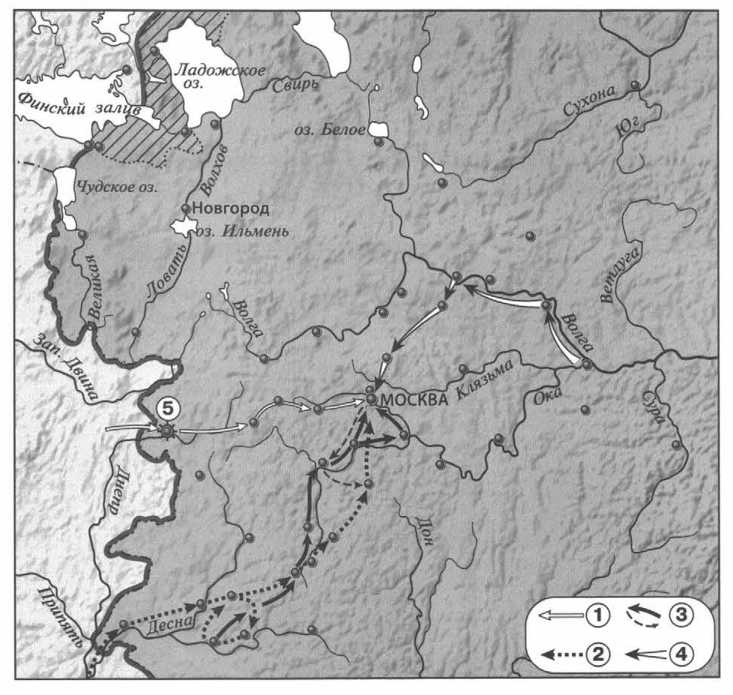 Ладожское
оз.
Свирь
Финский залив
Сухона
оз. Белое
Юг
Волхов
Чудское оз.
Новгород
оз. Ильмень
Ловать
Великая
Ветлуга
Волга
Волга
Зап. Двина
Клязьма
МОСКВА
Ока
Сура
5
Днепр
Дон
Припять
Десна
1
3
2
4